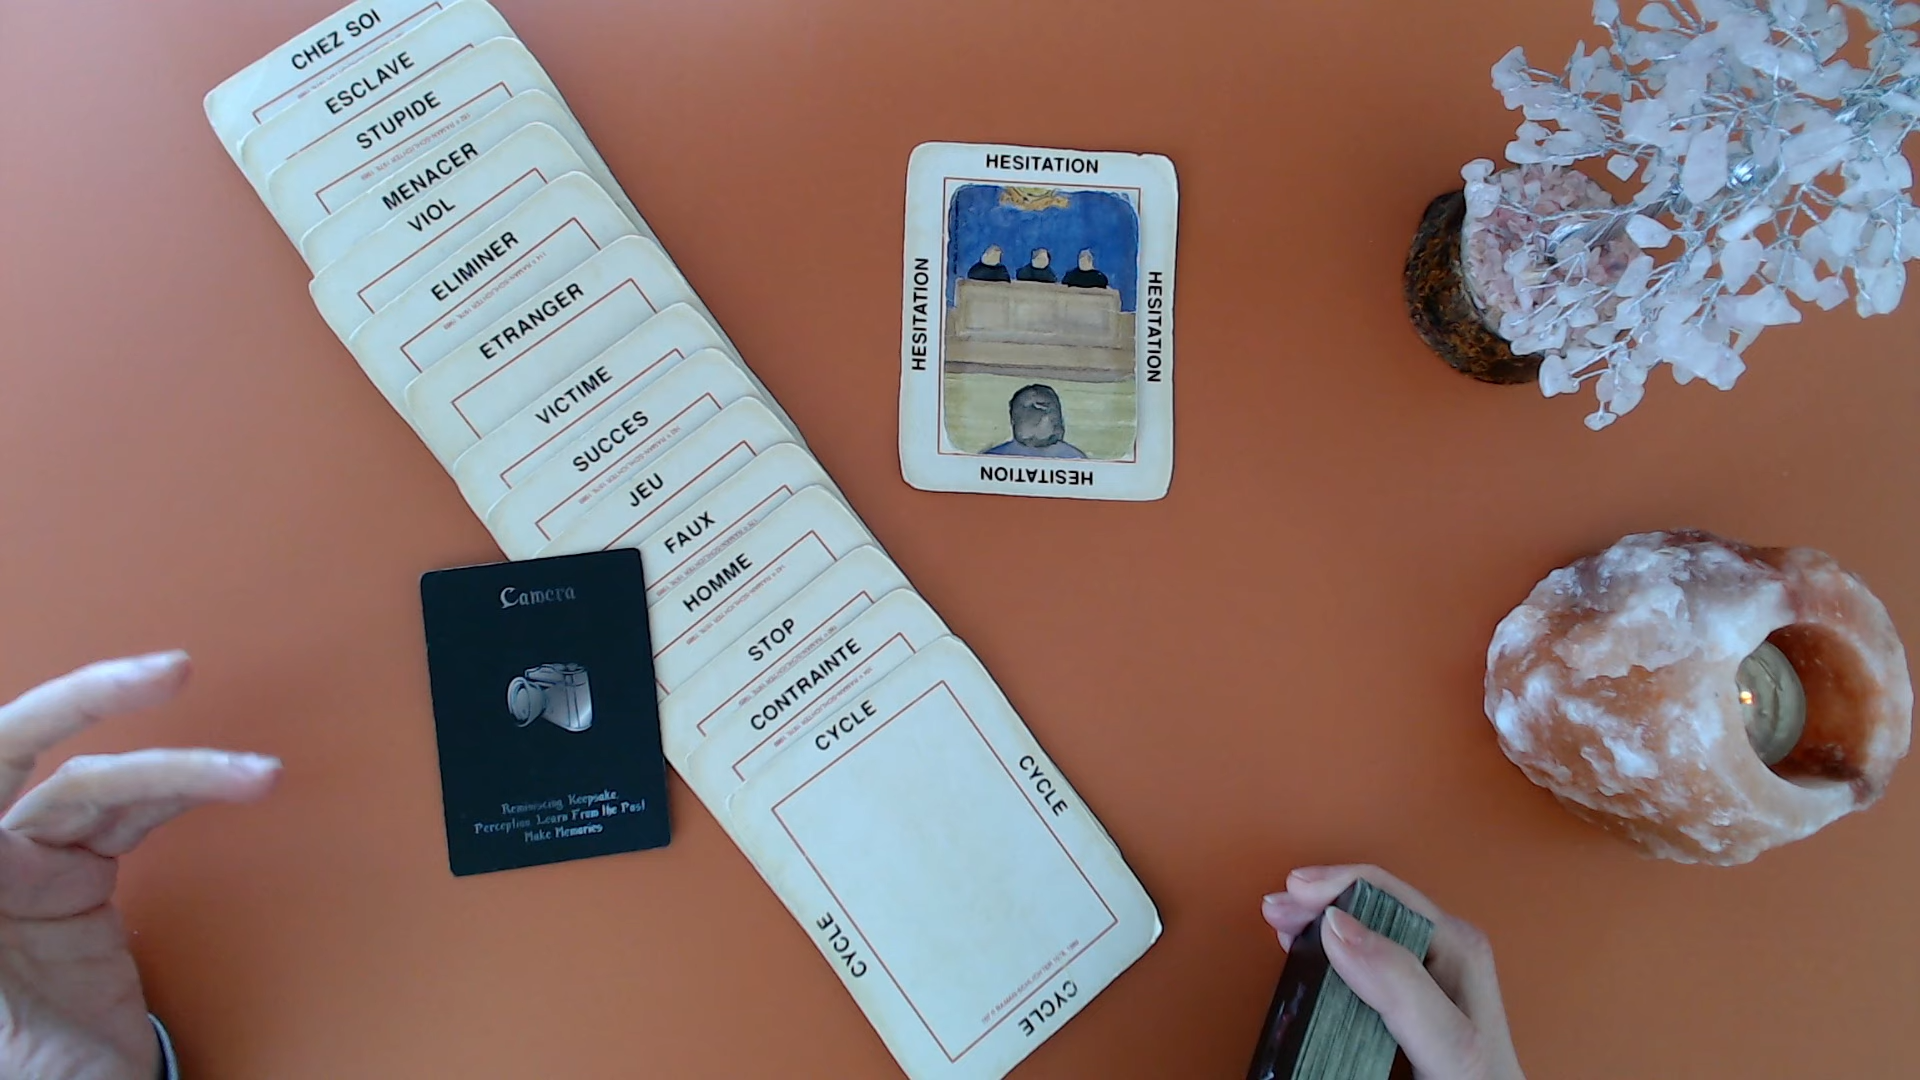 CHEZ SOI
ESCLAVE
STUPIDE
MENACER
VIOL
ELIMINER
ETRANGER
VICTIME
SUCCES
JEU
FAUX
HOMME
STOP
CONTRAINTE
CYCLE
CYCLE
CYCLE
CYCLE
HESITATION
HESITATION
HESITATION
HESITATION
Camera
Reminiscing Keepsake
Perception Learn From the Past
Make Memories